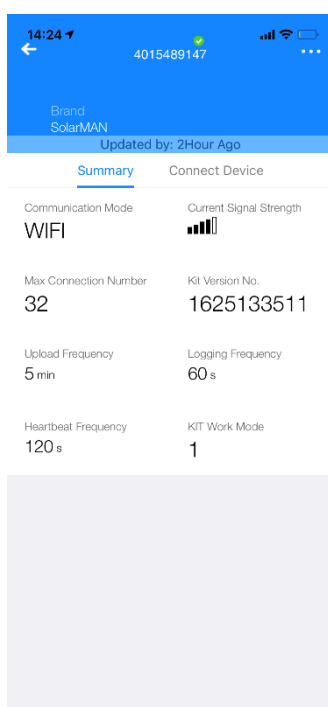 14:24
4015489147
Brand
SolarMAN
Updated by: 2Hour Ago
Summary Connect Device
Communication Mode Current Signal Strength
WIFI
Max Connection Number Kit Version No.
32 1625133511
Upload Frequency Logging Frequency
5 min 60 s
Heartbeat Frequency KIT Work Mode
120 s 1